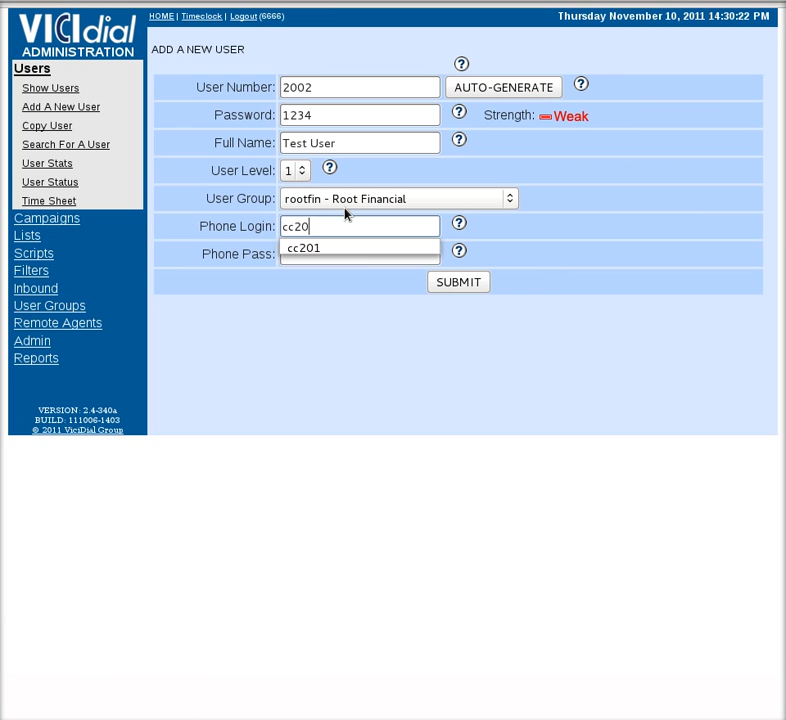 HOME | Timeclock | Logout (6666) Thursday November 10, 2011 14:30:22 PM
VICIdial
ADMINISTRATION
Users
Show Users
Add A New User
Copy User
Search For A User
User Stats
User Status
Time Sheet
Campaigns
Lists
Scripts
Filters
Inbound
User Groups
Remote Agents
Admin
Reports
VERSION: 2.4-340a
BUILD: 111006-1403
© 2011 ViciDial Group
ADD A NEW USER
?
User Number: 2002 AUTO-GENERATE ?
Password: 1234 ? Strength: Weak
Full Name: Test User ?
User Level: 1 ?
User Group: rootfin - Root Financial
Phone Login: cc20 ?
cc201
Phone Pass: ?
SUBMIT